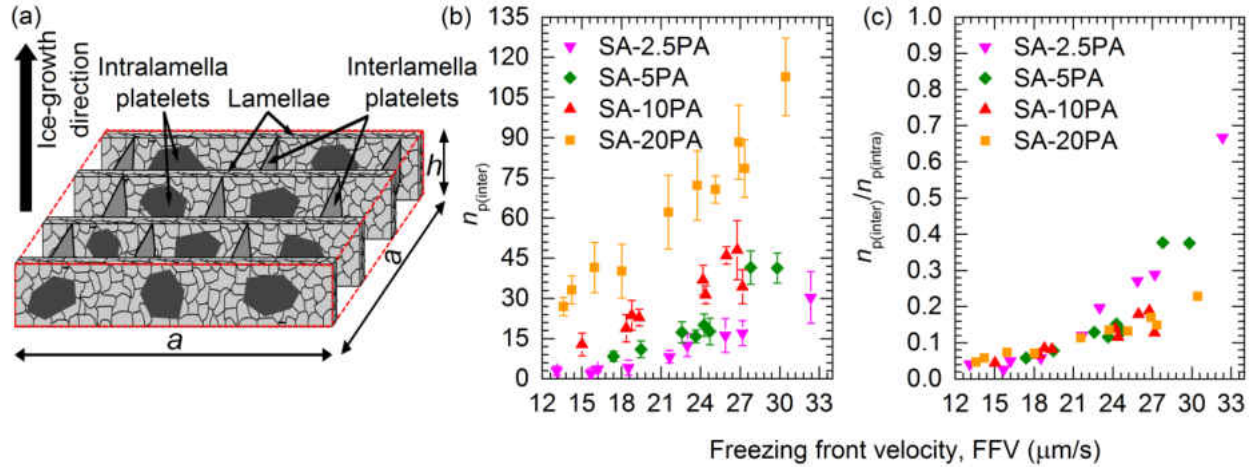 (a)
Ice-growth
direction
Intralamella
platelets
Lamellae
Interlamella
platelets
h
a
a
(b)
135
120
105
90
75
60
45
30
15
0
n_p(inter)
SA-2.5PA
SA-5PA
SA-10PA
SA-20PA
12 15 18 21 24 27 30 33
(c)
1.0
0.9
0.8
0.7
0.6
0.5
0.4
0.3
0.2
0.1
0.0
n_p(inter)/n_p(intra)
SA-2.5PA
SA-5PA
SA-10PA
SA-20PA
12 15 18 21 24 27 30 33
Freezing front velocity, FFV (μm/s)